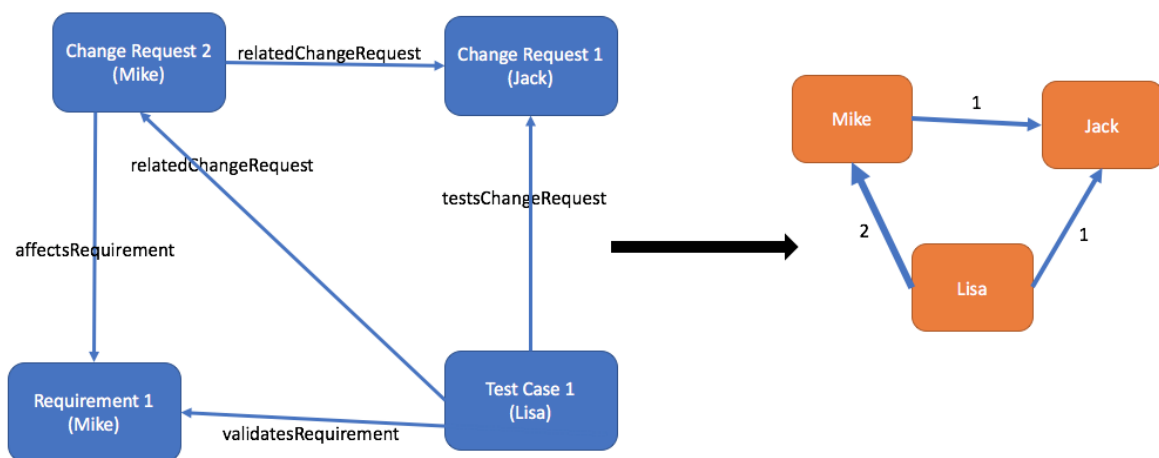 Change Request 2
(Mike)
relatedChangeRequest
Change Request 1
(Jack)
relatedChangeRequest
testsChangeRequest
affectsRequirement
Requirement 1
(Mike)
validatesRequirement
Test Case 1
(Lisa)
Mike
1
Jack
2
1
Lisa